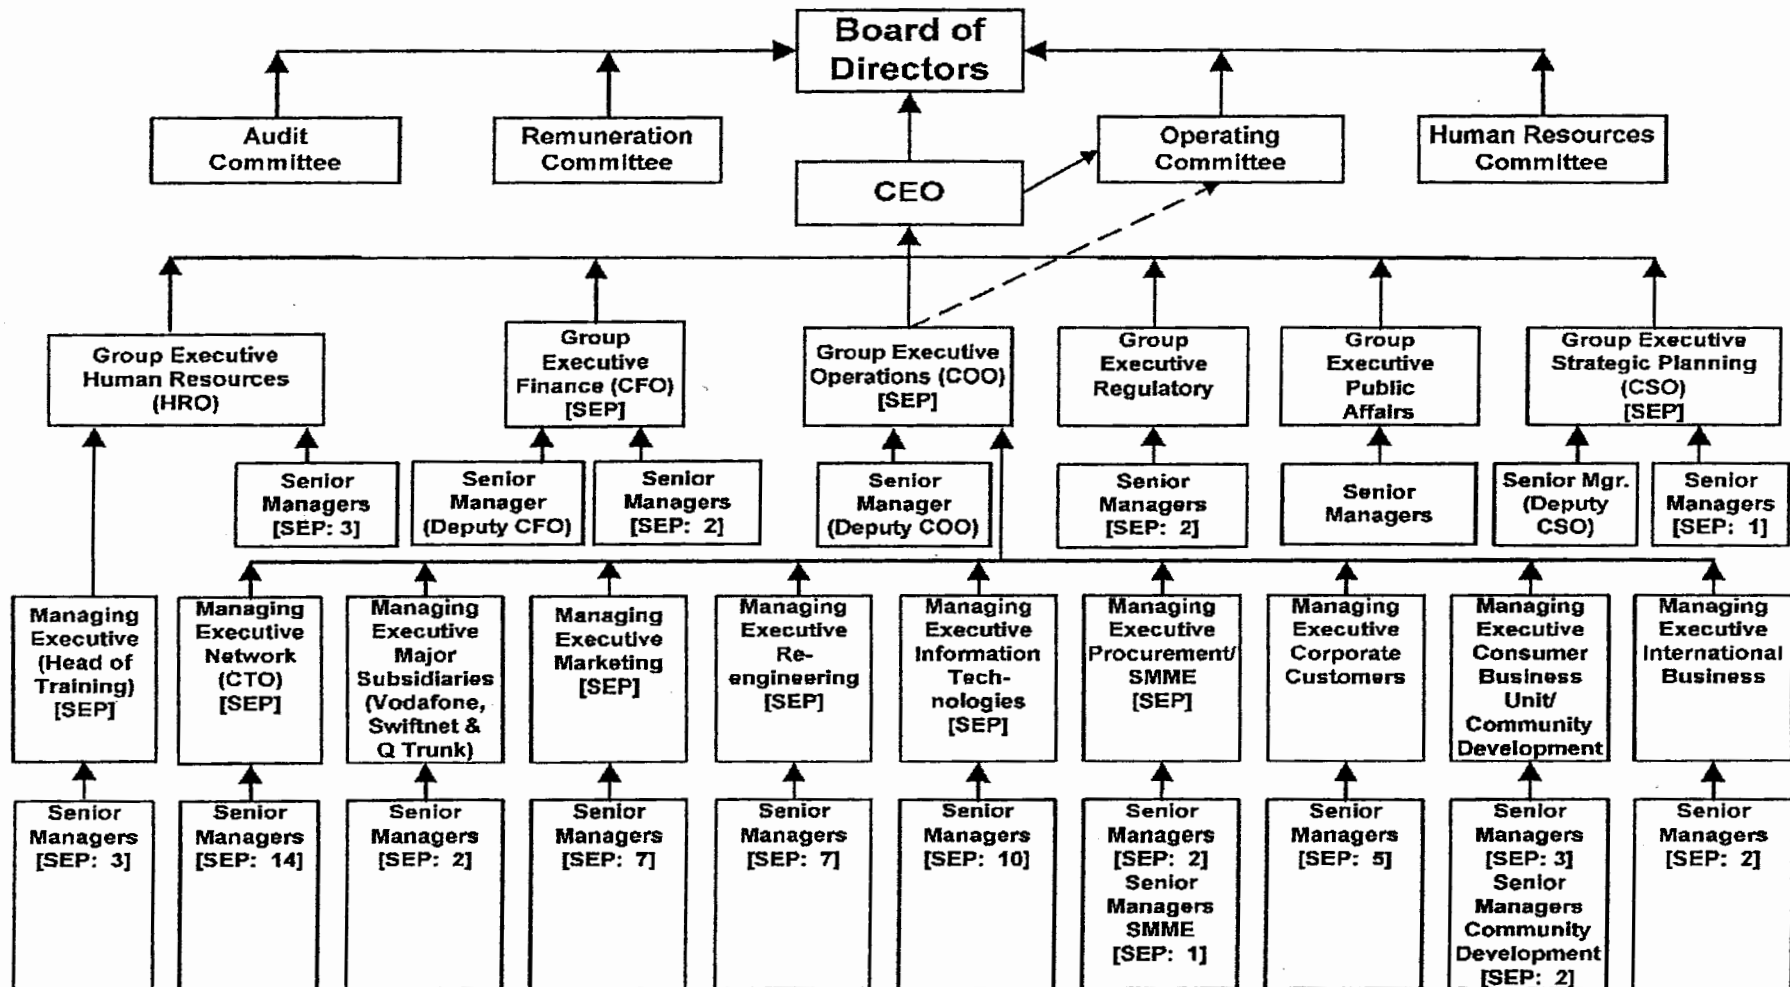 Board of
Directors
Audit
Committee
Remuneration
Committee
Operating
Committee
Human Resources
Committee
CEO
Group Executive
Human Resources
(HRO)
Group
Executive
Finance (CFO)
[SEP]
Group Executive
Operations (COO)
[SEP]
Group
Executive
Regulatory
Group
Executive
Public
Affairs
Group Executive
Strategic Planning
(CSO)
[SEP]
Senior
Managers
[SEP: 3]
Senior
Manager
(Deputy CFO)
Senior
Managers
[SEP: 2]
Senior
Manager
(Deputy COO)
Senior
Managers
[SEP: 2]
Senior
Managers
Senior Mgr.
(Deputy
CSO)
Senior
Managers
[SEP: 1]
Managing
Executive
(Head of
Training)
[SEP]
Managing
Executive
Network
(CTO)
[SEP]
Managing
Executive
Major
Subsidiaries
(Vodafone,
Swiftnet &
Q Trunk)
Managing
Executive
Marketing
[SEP]
Managing
Executive
Re-
engineering
[SEP]
Managing
Executive
Information
Tech-
nologies
[SEP]
Managing
Executive
Procurement/
SMME
[SEP]
Managing
Executive
Corporate
Customers
Managing
Executive
Consumer
Business
Unit/
Community
Development
Managing
Executive
International
Business
Senior
Managers
[SEP: 3]
Senior
Managers
[SEP: 14]
Senior
Managers
[SEP: 2]
Senior
Managers
[SEP: 7]
Senior
Managers
[SEP: 7]
Senior
Managers
[SEP: 10]
Senior
Managers
[SEP: 2]
Senior
Managers
SMME
[SEP: 1]
Senior
Managers
[SEP: 5]
Senior
Managers
[SEP: 3]
Senior
Managers
Community
Development
[SEP: 2]
Senior
Managers
[SEP: 2]